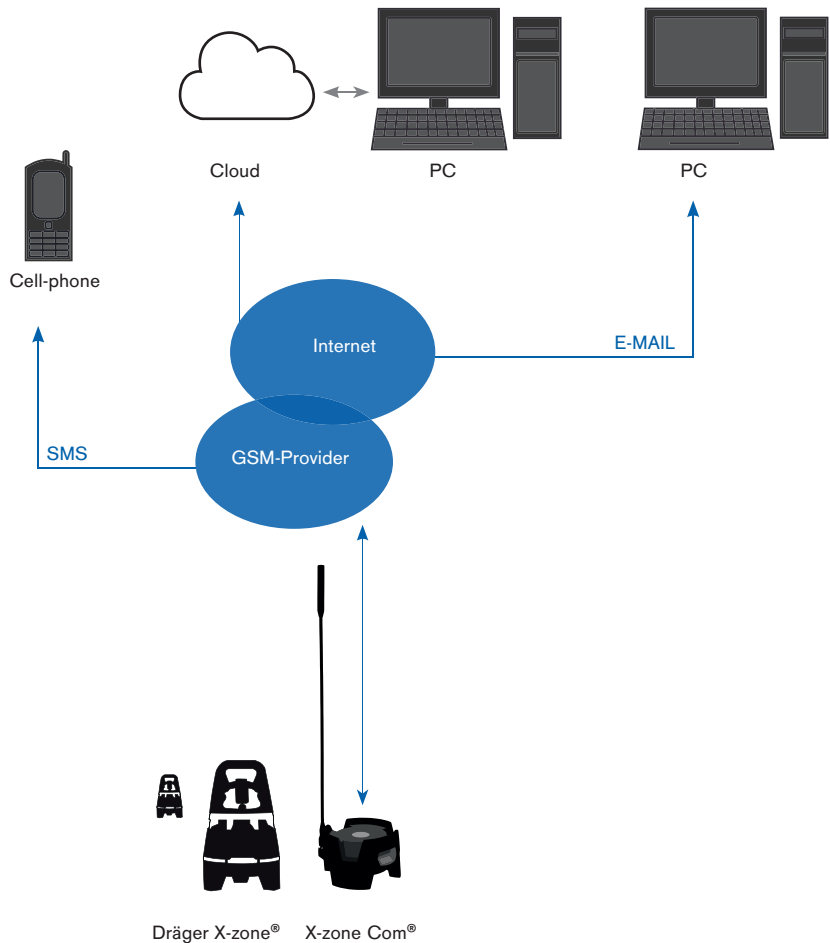 Cloud
PC
PC
Cell-phone
Internet
E-MAIL
SMS
GSM-Provider
Dräger X-zone®
X-zone Com®